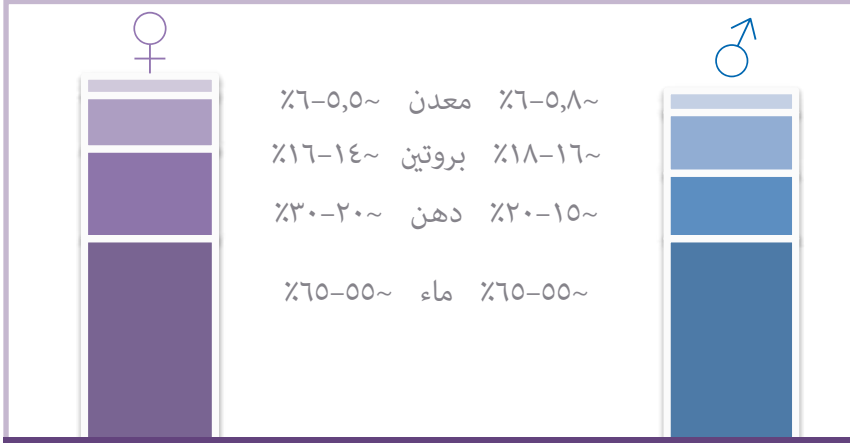 ~٥,٨–٦٪ معدن ~٥,٥–٦٪
~١٦–١٨٪ بروتين ~١٤–١٦٪
~١٥–٢٠٪ دهن ~٢٠–٣٠٪
~٥٥–٦٥٪ ماء ~٥٥–٦٥٪